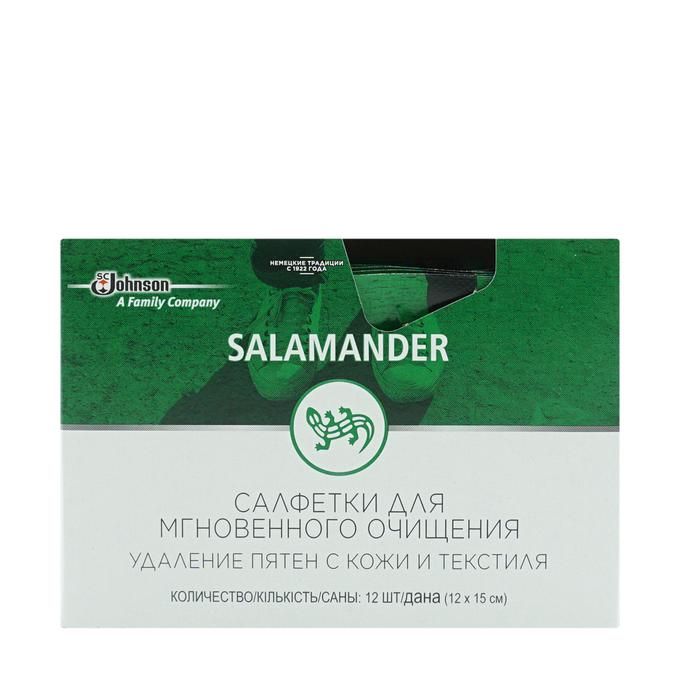 НЕМЕЦКИЕ ТРАДИЦИИ
С 1922 ГОДА
SC Johnson
A Family Company
SALAMANDER
САЛФЕТКИ ДЛЯ
МГНОВЕННОГО ОЧИЩЕНИЯ
УДАЛЕНИЕ ПЯТЕН С КОЖИ И ТЕКСТИЛЯ
КОЛИЧЕСТВО/КІЛЬКІСТЬ/САНЫ: 12 ШТ/дана (12 х 15 см)